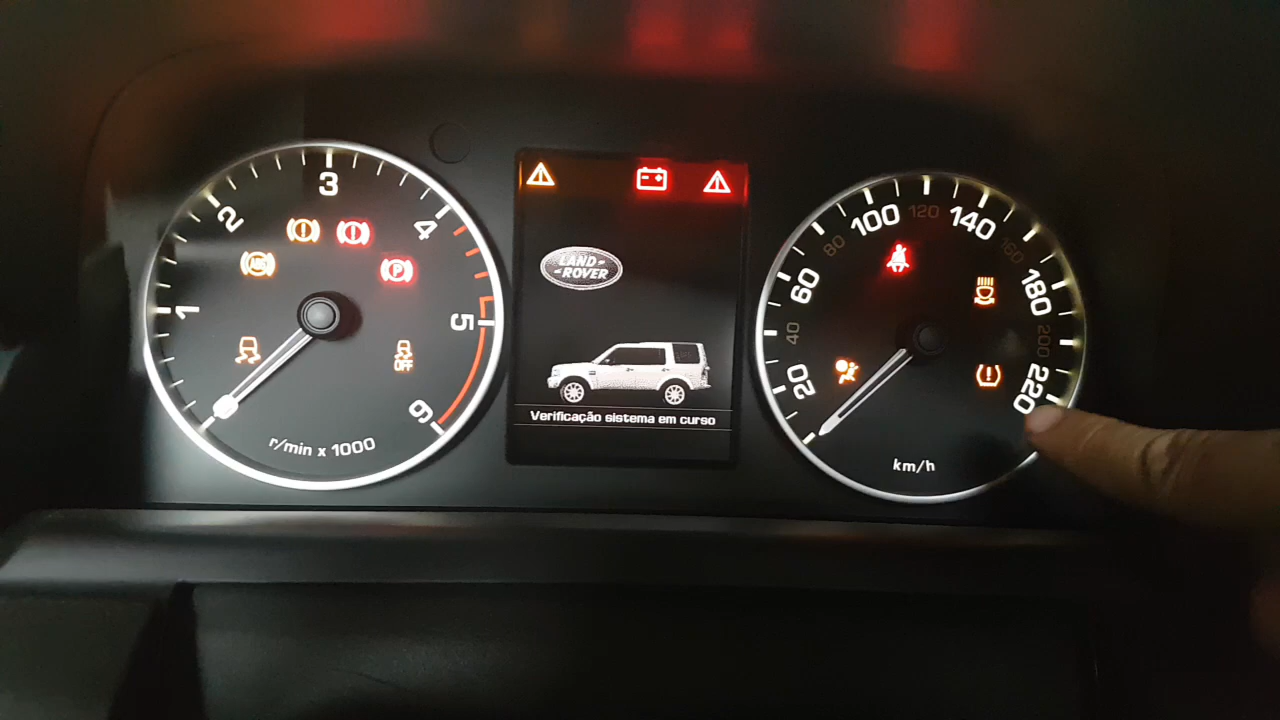 1
2
3
4
5
6
ABS
P
OFF
r/min x 1000
LAND-
-ROVER
Verificação sistema em curso
20
40
60
80
100
120
140
160
180
200
220
km/h